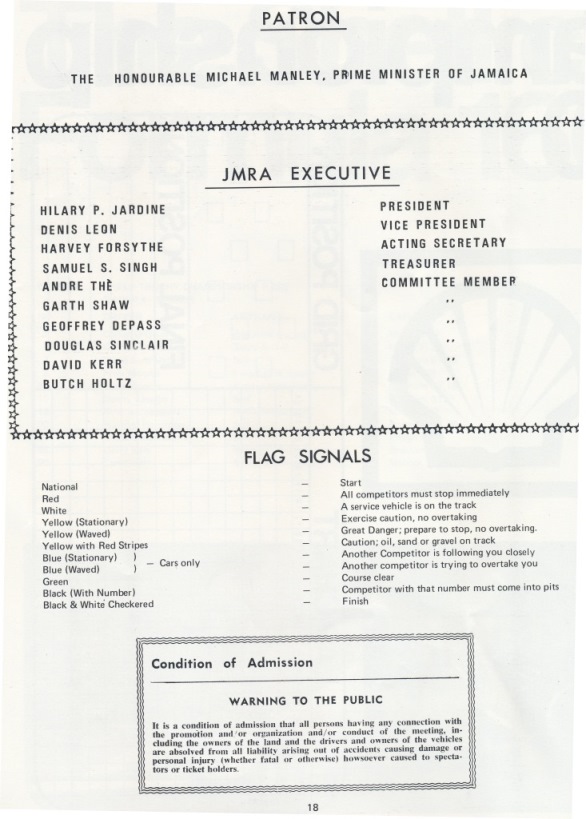 PATRON
THE HONOURABLE MICHAEL MANLEY, PRIME MINISTER OF JAMAICA
JMRA EXECUTIVE
HILARY P. JARDINE PRESIDENT
DENIS LEON VICE PRESIDENT
HARVEY FORSYTHE ACTING SECRETARY
SAMUEL S. SINGH TREASURER
ANDRE THÈ COMMITTEE MEMBER
GARTH SHAW ,,
GEOFFREY DEPASS ,,
DOUGLAS SINCLAIR ,,
DAVID KERR ,,
BUTCH HOLTZ ,,
FLAG SIGNALS
National – Start
Red – All competitors must stop immediately
White – A service vehicle is on the track
Yellow (Stationary) – Exercise caution, no overtaking
Yellow (Waved) – Great Danger; prepare to stop, no overtaking.
Yellow with Red Stripes – Caution; oil, sand or gravel on track
Blue (Stationary) ) – Another Competitor is following you closely
– Cars only
Blue (Waved) ) – Another competitor is trying to overtake you
Green – Course clear
Black (With Number) – Competitor with that number must come into pits
Black & White Checkered – Finish
Condition of Admission
WARNING TO THE PUBLIC
It is a condition of admission that all persons having any connection with
the promotion and/or organization and/or conduct of the meeting, in-
cluding the owners of the land and the drivers and owners of the vehicles
are absolved from all liability arising out of accidents causing damage or
personal injury (whether fatal or otherwise) howsoever caused to specta-
tors or ticket holders.
18